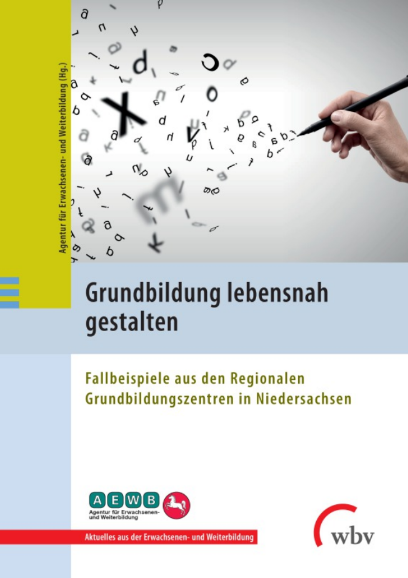 Agentur für Erwachsenen- und Weiterbildung (Hg.)
Grundbildung lebensnah
gestalten
Fallbeispiele aus den Regionalen
Grundbildungszentren in Niedersachsen
AEWB
Agentur für Erwachsenen-
und Weiterbildung
Aktuelles aus der Erwachsenen- und Weiterbildung
wbv